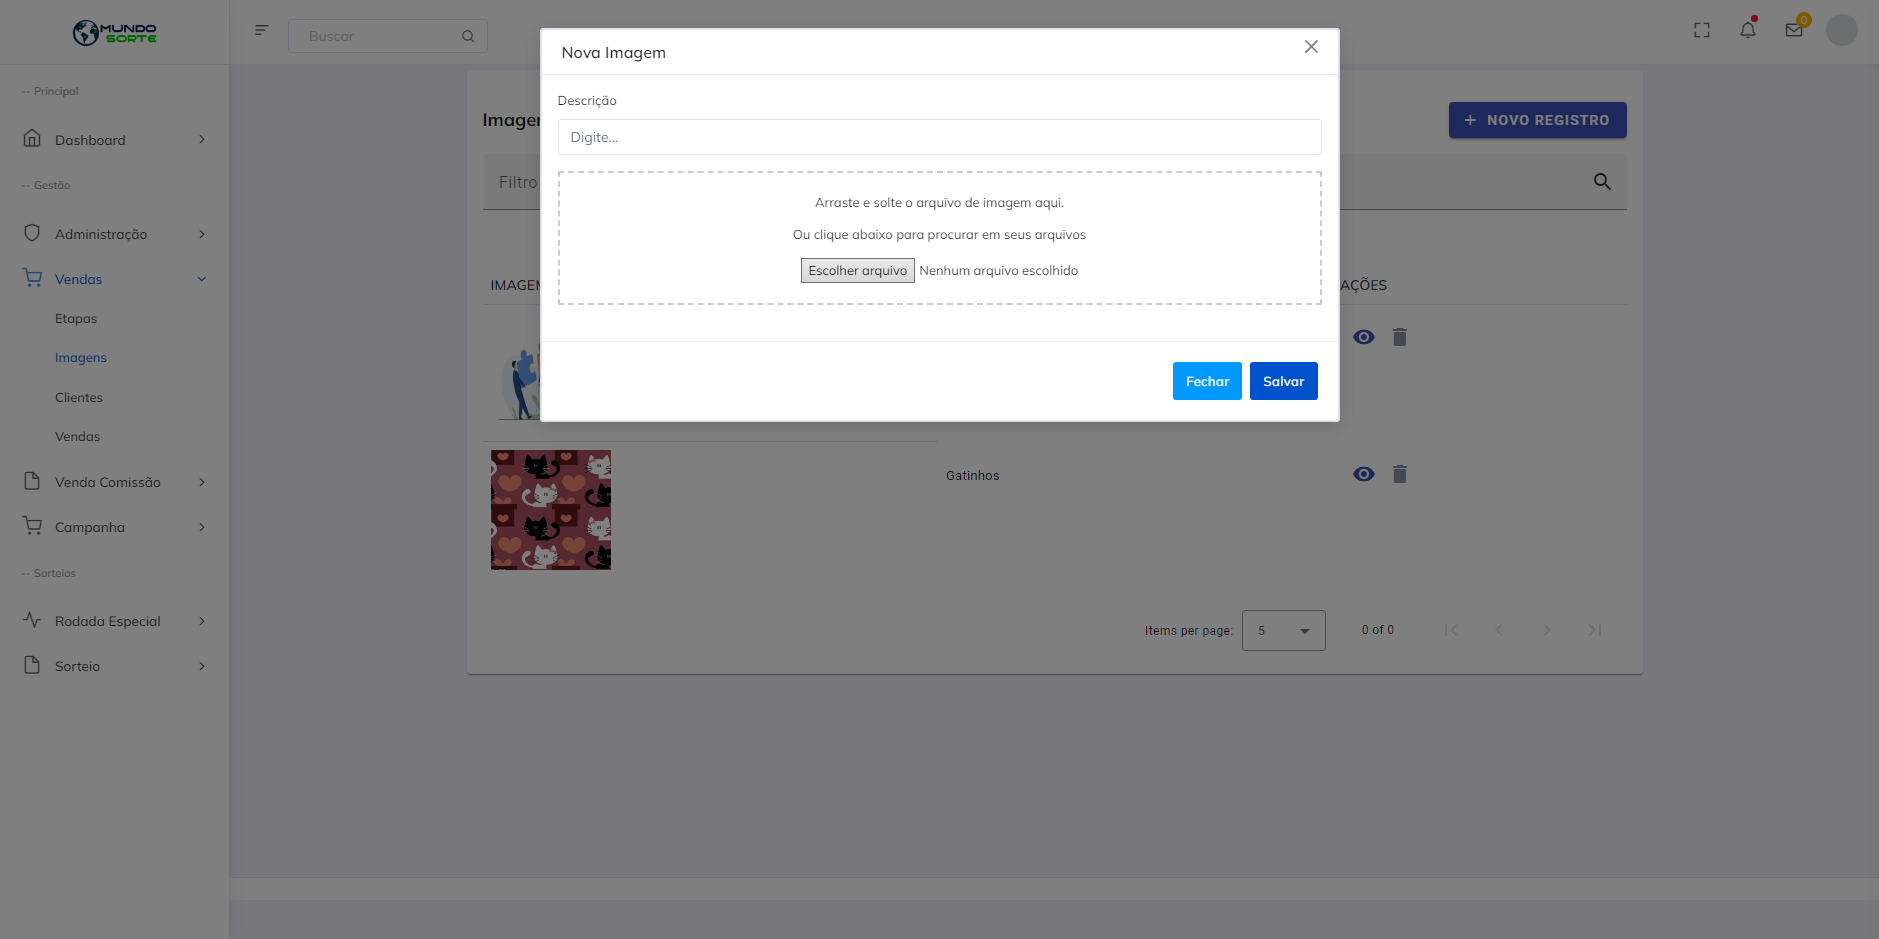 MUNDO
SORTE
Buscar
0
-- Principal
Dashboard
-- Gestão
Administração
Vendas
Etapas
Imagens
Clientes
Vendas
Venda Comissão
Campanha
-- Sorteios
Rodada Especial
Sorteio
Nova Imagem
Descrição
Digite...
Arraste e solte o arquivo de imagem aqui.
Ou clique abaixo para procurar em seus arquivos
Escolher arquivo Nenhum arquivo escolhido
Fechar Salvar
NOVO REGISTRO
Filtro
AÇÕES
Gatinhos
Items per page: 5 0 of 0